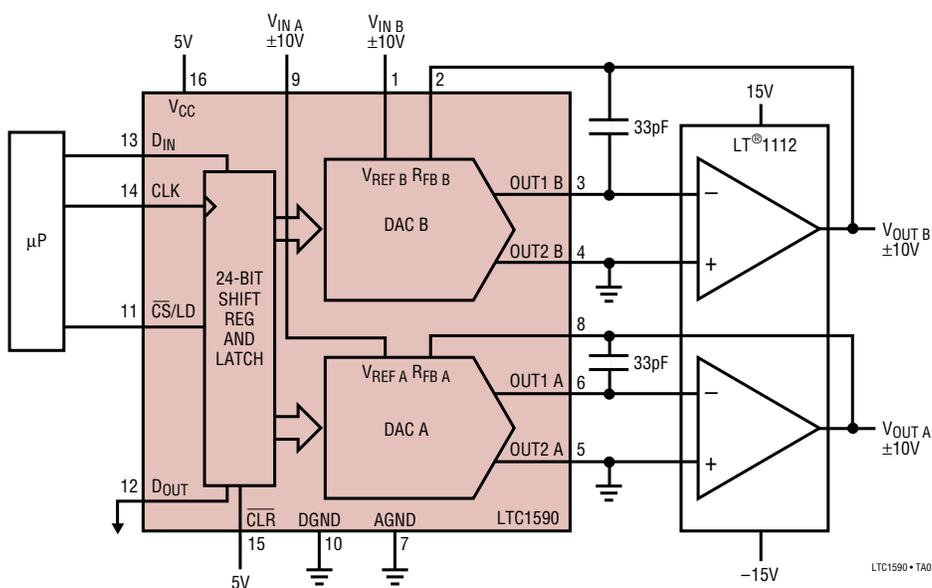 V_IN A
±10V
V_IN B
±10V
5V
16
9
1
2
V_CC
15V
33pF
LT®1112
13
D_IN
14
CLK
V_REF B R_FB B
OUT1 B
3
−
DAC B
V_OUT B
±10V
µP
OUT2 B
4
+
24-BIT
SHIFT
REG
AND
LATCH
11
C̅S̅/LD
8
33pF
V_REF A R_FB A
OUT1 A
6
−
DAC A
V_OUT A
±10V
OUT2 A
5
+
12
D_OUT
C̅L̅R̅
DGND
AGND
LTC1590
15
10
7
5V
−15V
LTC1590 • TA0